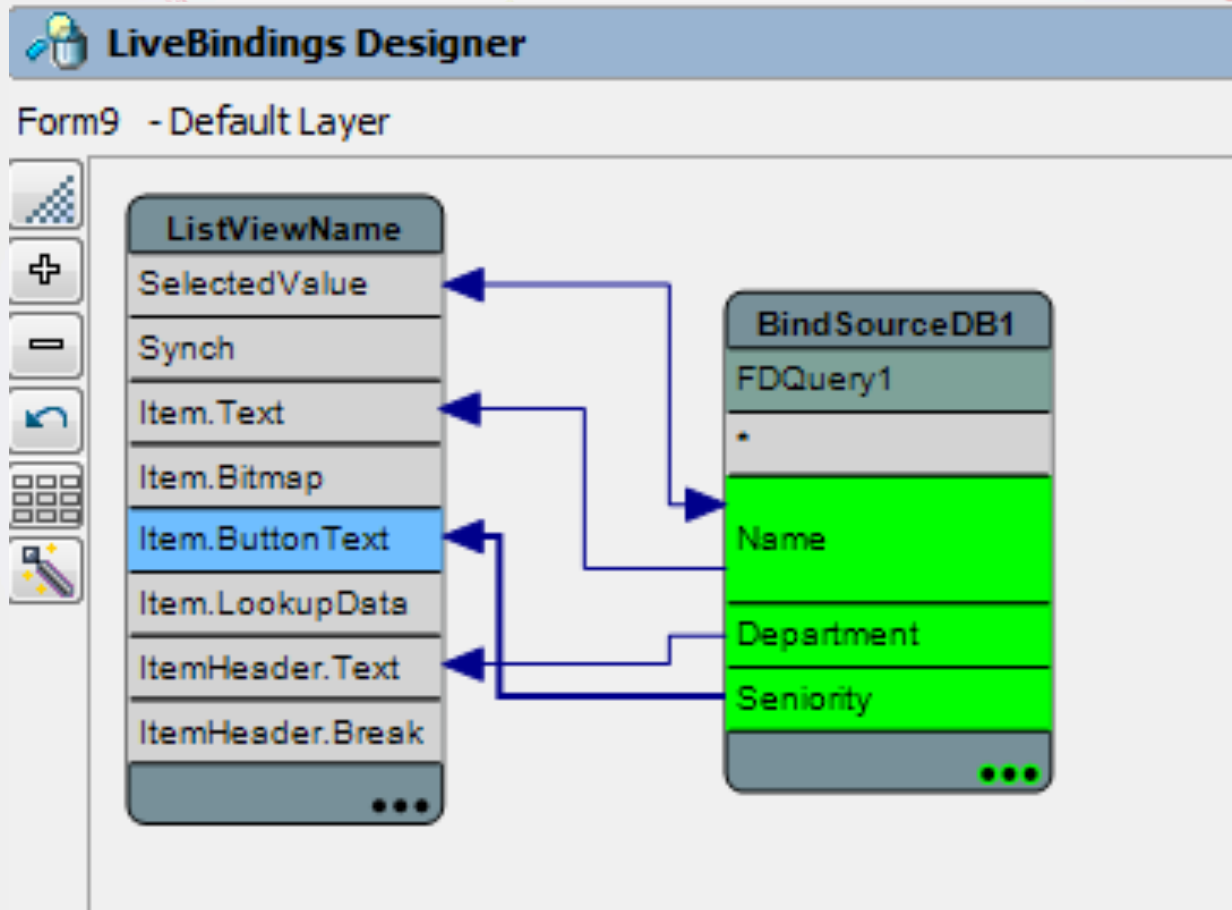 LiveBindings Designer
Form9 - Default Layer
ListViewName
SelectedValue
Synch
Item.Text
Item.Bitmap
Item.ButtonText
Item.LookupData
ItemHeader.Text
ItemHeader.Break
BindSourceDB1
FDQuery1
*
Name
Department
Seniority